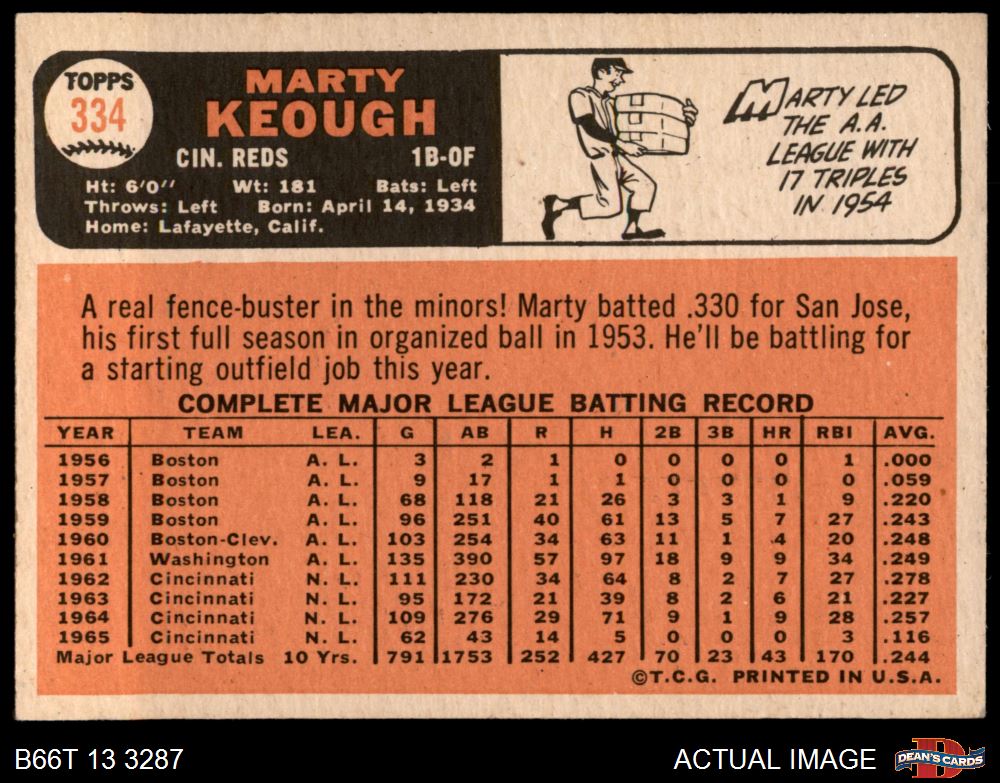 TOPPS
334
MARTY
KEOUGH
CIN. REDS 1B-OF
Ht: 6'0" Wt: 181 Bats: Left
Throws: Left Born: April 14, 1934
Home: Lafayette, Calif.
MARTY LED
THE A.A.
LEAGUE WITH
17 TRIPLES
IN 1954
A real fence-buster in the minors! Marty batted .330 for San Jose,
his first full season in organized ball in 1953. He'll be battling for
a starting outfield job this year.
COMPLETE MAJOR LEAGUE BATTING RECORD
YEAR TEAM LEA. G AB R H 2B 3B HR RBI AVG.
1956 Boston A. L. 3 2 1 0 0 0 0 1 .000
1957 Boston A. L. 9 17 1 1 0 0 0 0 .059
1958 Boston A. L. 68 118 21 26 3 3 1 9 .220
1959 Boston A. L. 96 251 40 61 13 5 7 27 .243
1960 Boston-Clev. A. L. 103 254 34 63 11 1 4 20 .248
1961 Washington A. L. 135 390 57 97 18 9 9 34 .249
1962 Cincinnati N. L. 111 230 34 64 8 2 7 27 .278
1963 Cincinnati N. L. 95 172 21 39 8 2 6 21 .227
1964 Cincinnati N. L. 109 276 29 71 9 1 9 28 .257
1965 Cincinnati N. L. 62 43 14 5 0 0 0 3 .116
Major League Totals 10 Yrs. 791 1753 252 427 70 23 43 170 .244
©T.C.G. PRINTED IN U.S.A.
B66T 13 3287 ACTUAL IMAGE
D
DEAN'S CARDS